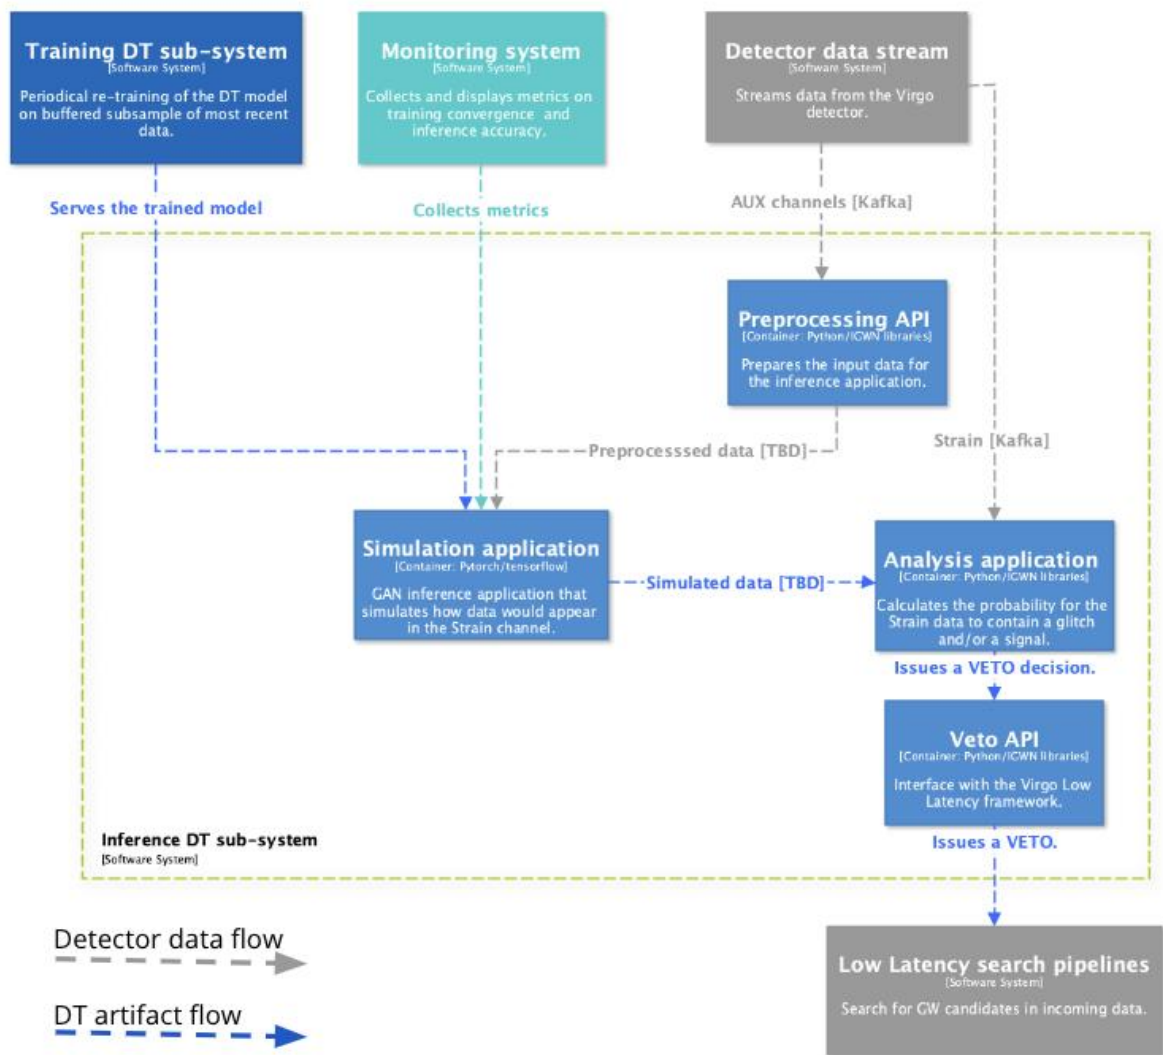 Training DT sub-system
[Software System]
Periodical re-training of the DT model
on buffered subsample of most recent
data.
Monitoring system
[Software System]
Collects and displays metrics on
training convergence and
inference accuracy.
Detector data stream
[Software System]
Streams data from the Virgo
detector.
Serves the trained model
Collects metrics
AUX channels [Kafka]
Preprocessing API
[Container: Python/IGWN libraries]
Prepares the input data for
the inference application.
Preprocesssed data [TBD]
Strain [Kafka]
Simulation application
[Container: Pytorch/tensorflow]
GAN inference application that
simulates how data would appear
in the Strain channel.
Simulated data [TBD]
Analysis application
[Container: Python/IGWN libraries]
Calculates the probability for the
Strain data to contain a glitch
and/or a signal.
Issues a VETO decision.
Veto API
[Container: Python/IGWN libraries]
Interface with the Virgo Low
Latency framework.
Inference DT sub-system
[Software System]
Issues a VETO.
Detector data flow
DT artifact flow
Low Latency search pipelines
[Software System]
Search for GW candidates in incoming data.